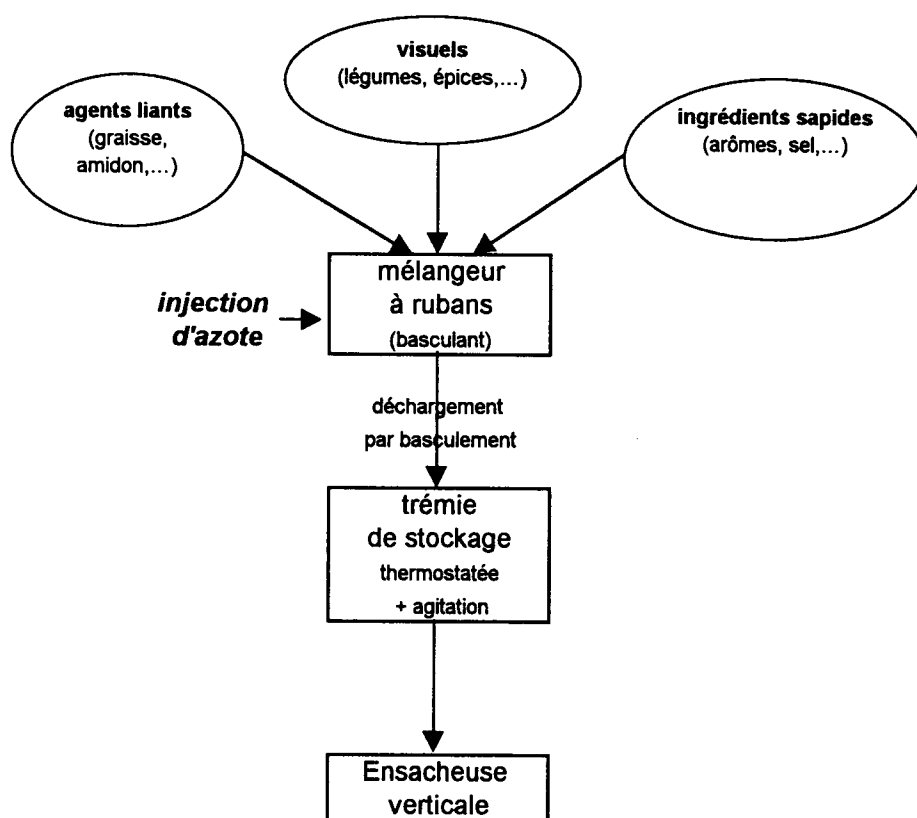 visuels
(légumes, épices,...)
agents liants
(graisse,
amidon,...)
ingrédients sapides
(arômes, sel,...)
mélangeur
à rubans
(basculant)
injection
d'azote
déchargement
par basculement
trémie
de stockage
thermostatée
+ agitation
Ensacheuse
verticale